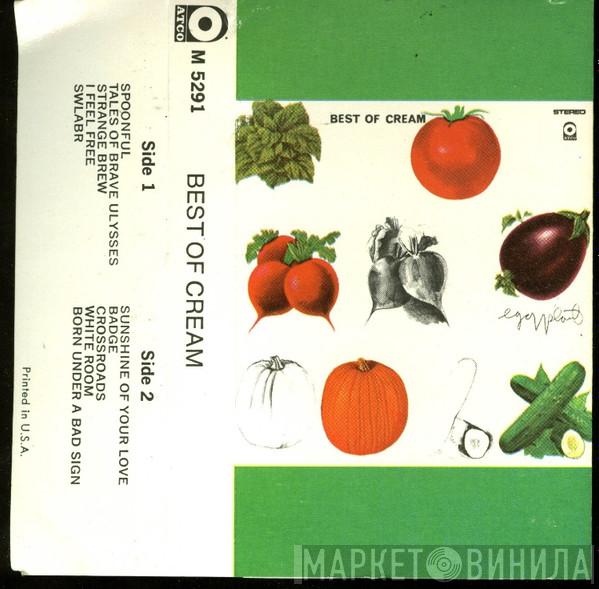 ATCO
M 5291
BEST OF CREAM
Side 1
SPOONFUL
TALES OF BRAVE ULYSSES
STRANGE BREW
I FEEL FREE
SWLABR
Side 2
SUNSHINE OF YOUR LOVE
BADGE
CROSSROADS
WHITE ROOM
BORN UNDER A BAD SIGN
Printed in U.S.A.
BEST OF CREAM
STEREO
ATCO
eggplant
МАРКЕТ ВИНИЛА